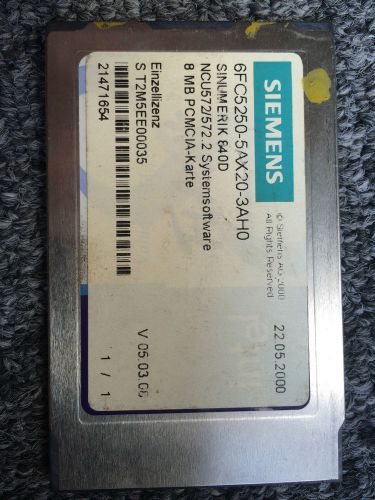 SIEMENS
© Siemens AG 2000
All Rights Reserved
22.05.2000
6FC5250-5AX20-3AH0
SINUMERIK 840D
NCU572/572.2 Systemsoftware
8 MB PCMCIA-Karte
Einzellizenz
S T2M5EE00035
21471654
V 05.03.06
1 / 1